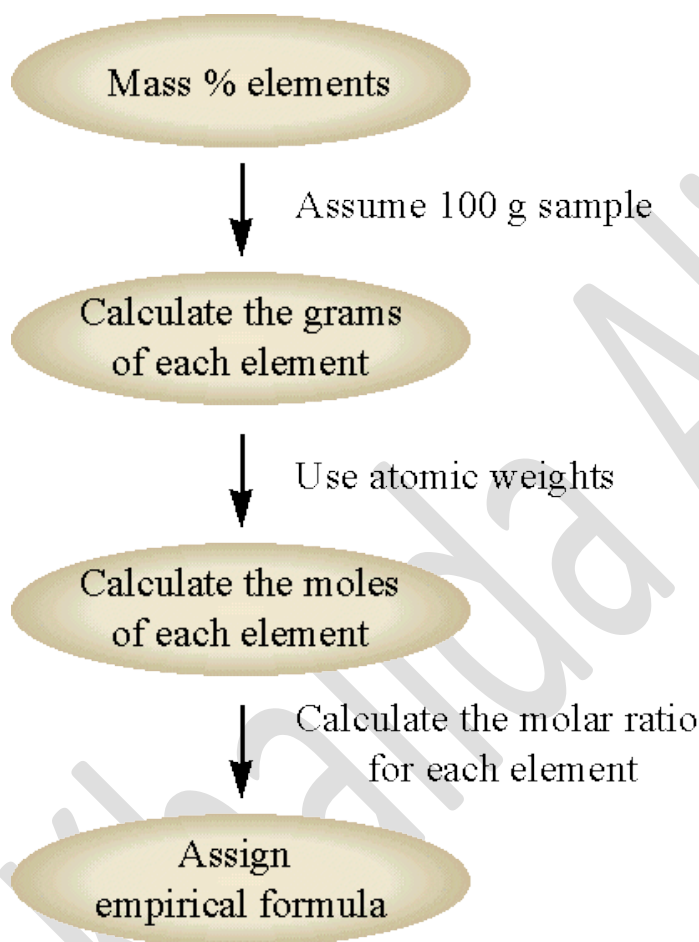 Mass % elements
Assume 100 g sample
Calculate the grams
of each element
Use atomic weights
Calculate the moles
of each element
Calculate the molar ratio
for each element
Assign
empirical formula